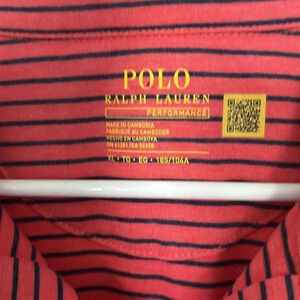 POLO
RALPH LAUREN
PERFORMANCE
MADE IN CAMBODIA
FABRIQUÉ AU CAMBODGE
HECHO EN CAMBOYA
XL • TG • EG • 185/104A